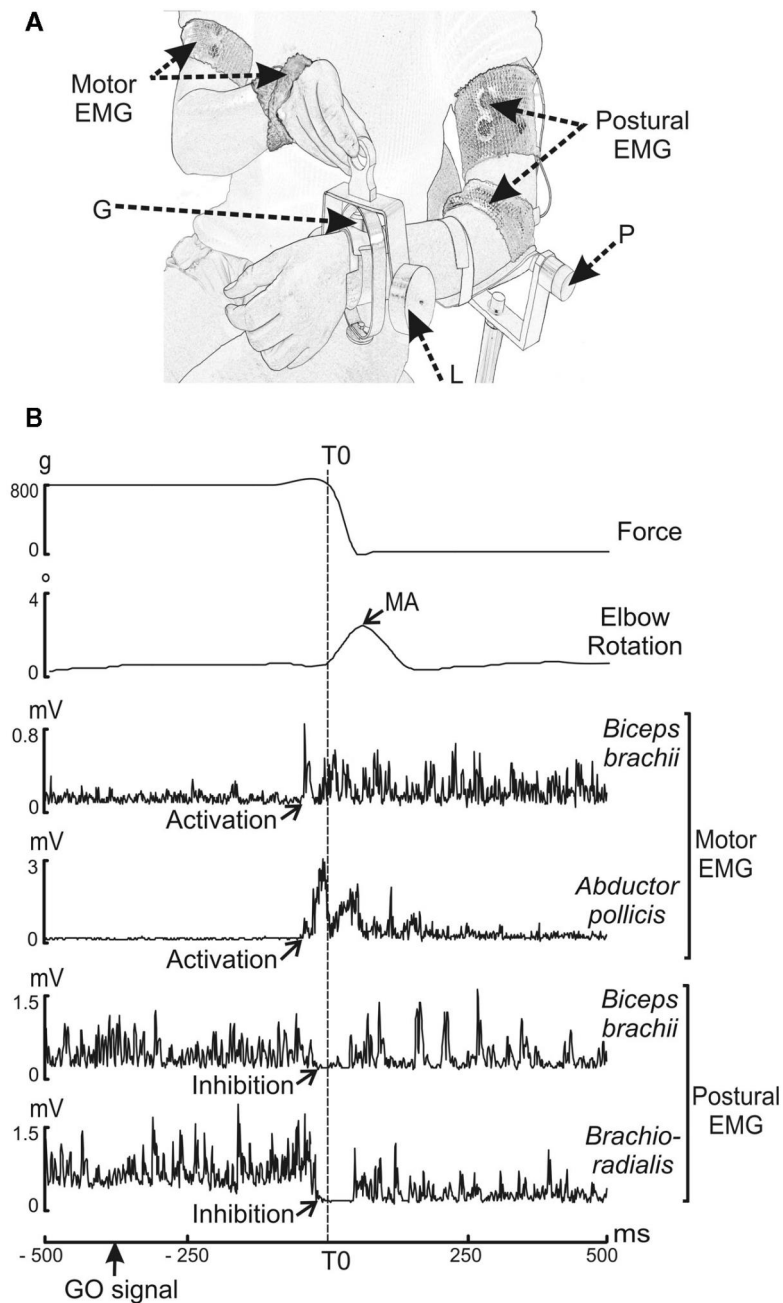 A
Motor
EMG
Postural
EMG
G
P
L
B
g
T0
800
0
Force
o
4
MA
Elbow
Rotation
0
mV
0.8
Biceps
brachii
0
Activation
Motor
EMG
3
Abductor
pollicis
0
Activation
mV
1.5
Biceps
brachii
0
Inhibition
Postural
EMG
mV
1.5
Brachio-
radialis
0
Inhibition
ms
- 500
- 250
T0
250
500
GO signal